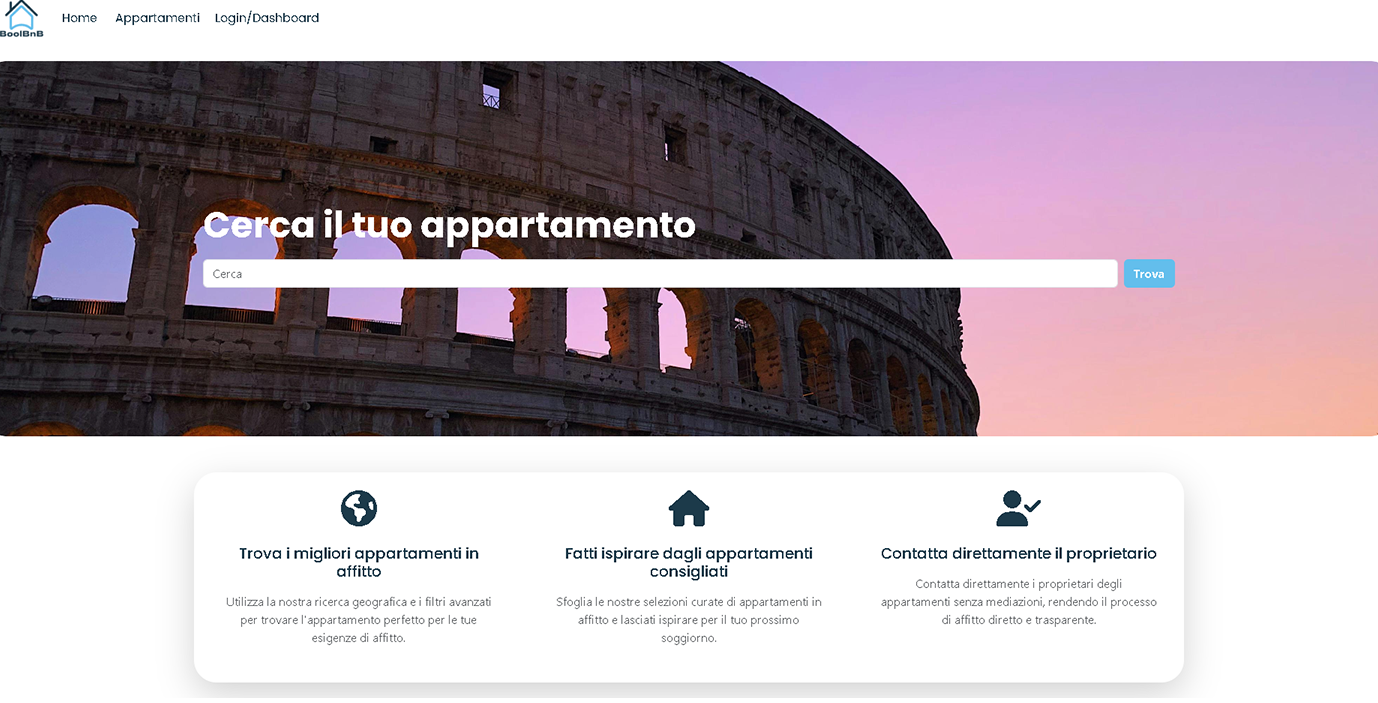 BoolBnB
Home Appartamenti Login/Dashboard
Cerca il tuo appartamento
Cerca
Trova
Trova i migliori appartamenti in
affitto
Utilizza la nostra ricerca geografica e i filtri avanzati
per trovare l'appartamento perfetto per le tue
esigenze di affitto.
Fatti ispirare dagli appartamenti
consigliati
Sfoglia le nostre selezioni curate di appartamenti in
affitto e lasciati ispirare per il tuo prossimo
soggiorno.
Contatta direttamente il proprietario
Contatta direttamente i proprietari degli
appartamenti senza mediazioni, rendendo il processo
di affitto diretto e trasparente.